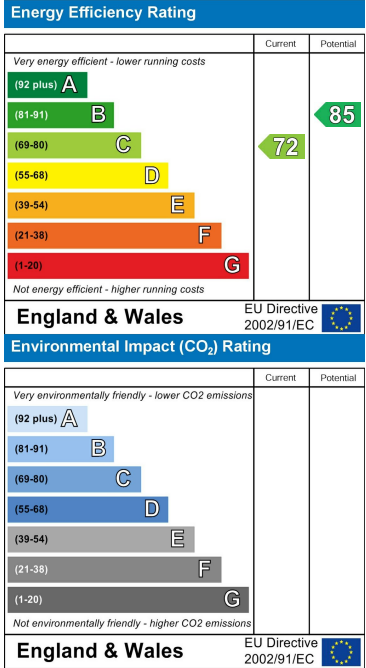 Energy Efficiency Rating
Current Potential
Very energy efficient - lower running costs
(92 plus) A
(81-91) B 85
(69-80) C 72
(55-68) D
(39-54) E
(21-38) F
(1-20) G
Not energy efficient - higher running costs
England & Wales
EU Directive
2002/91/EC
Environmental Impact (CO₂) Rating
Current Potential
Very environmentally friendly - lower CO2 emissions
(92 plus) A
(81-91) B
(69-80) C
(55-68) D
(39-54) E
(21-38) F
(1-20) G
Not environmentally friendly - higher CO2 emissions
England & Wales
EU Directive
2002/91/EC